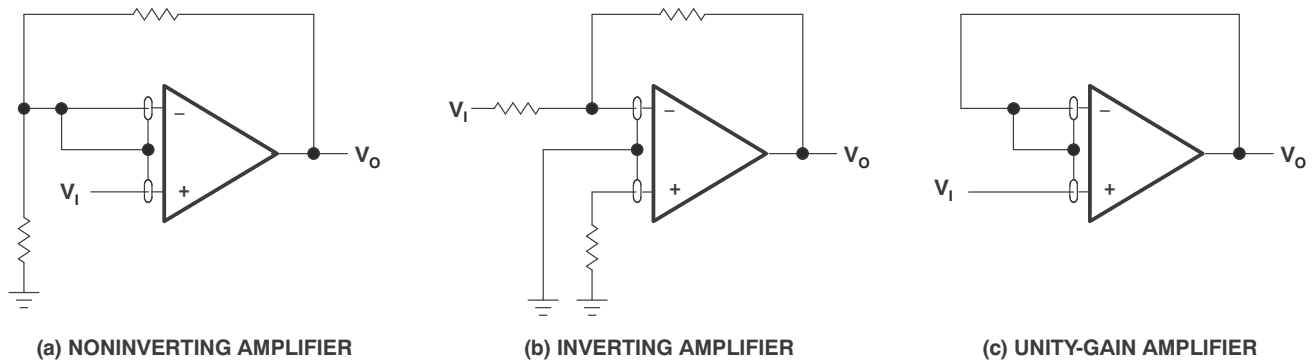 −
+
V_I
V_O
(a) NONINVERTING AMPLIFIER
V_I
−
+
V_O
(b) INVERTING AMPLIFIER
−
+
V_I
V_O
(c) UNITY-GAIN AMPLIFIER